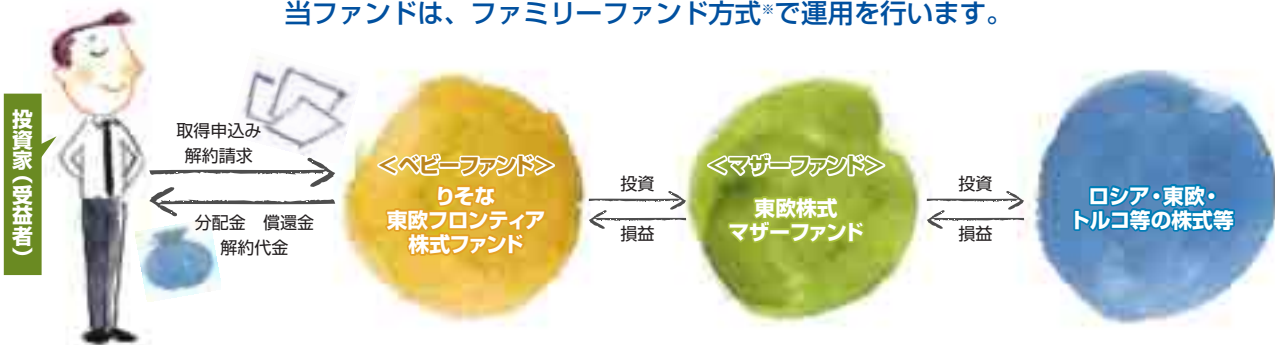 当ファンドは、ファミリーファンド方式※で運用を行います。
投資家（受益者）
取得申込み
解約請求
分配金　償還金
解約代金
＜ベビーファンド＞
りそな
東欧フロンティア
株式ファンド
投資
損益
＜マザーファンド＞
東欧株式
マザーファンド
投資
損益
ロシア・東欧・
トルコ等の株式等